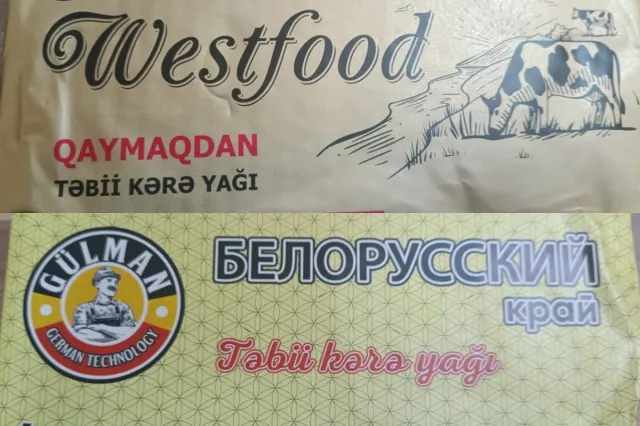 Westfood
QAYMAQDAN
TƏBİİ KƏRƏ YAĞI
GÜLMAN
GERMAN TECHNOLOGY
БЕЛОРУССКИЙ
край
Təbii kərə yağı